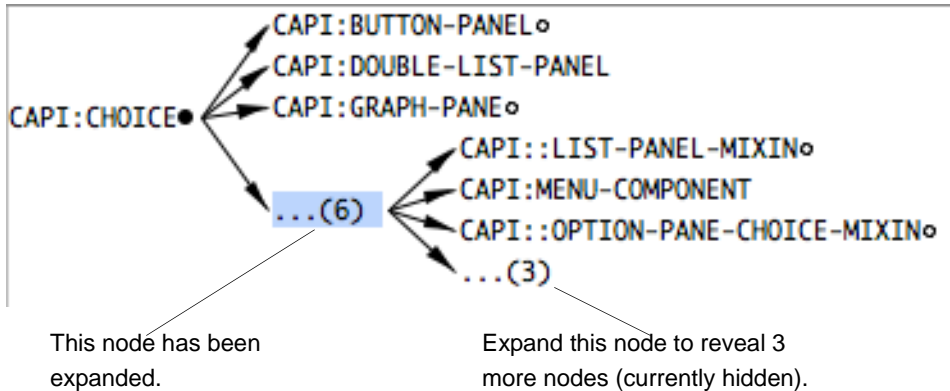 CAPI:BUTTON-PANEL
CAPI:DOUBLE-LIST-PANEL
CAPI:CHOICE
CAPI:GRAPH-PANE
CAPI::LIST-PANEL-MIXIN
CAPI:MENU-COMPONENT
...(6)
CAPI::OPTION-PANE-CHOICE-MIXIN
...(3)
This node has been
expanded.
Expand this node to reveal 3
more nodes (currently hidden).